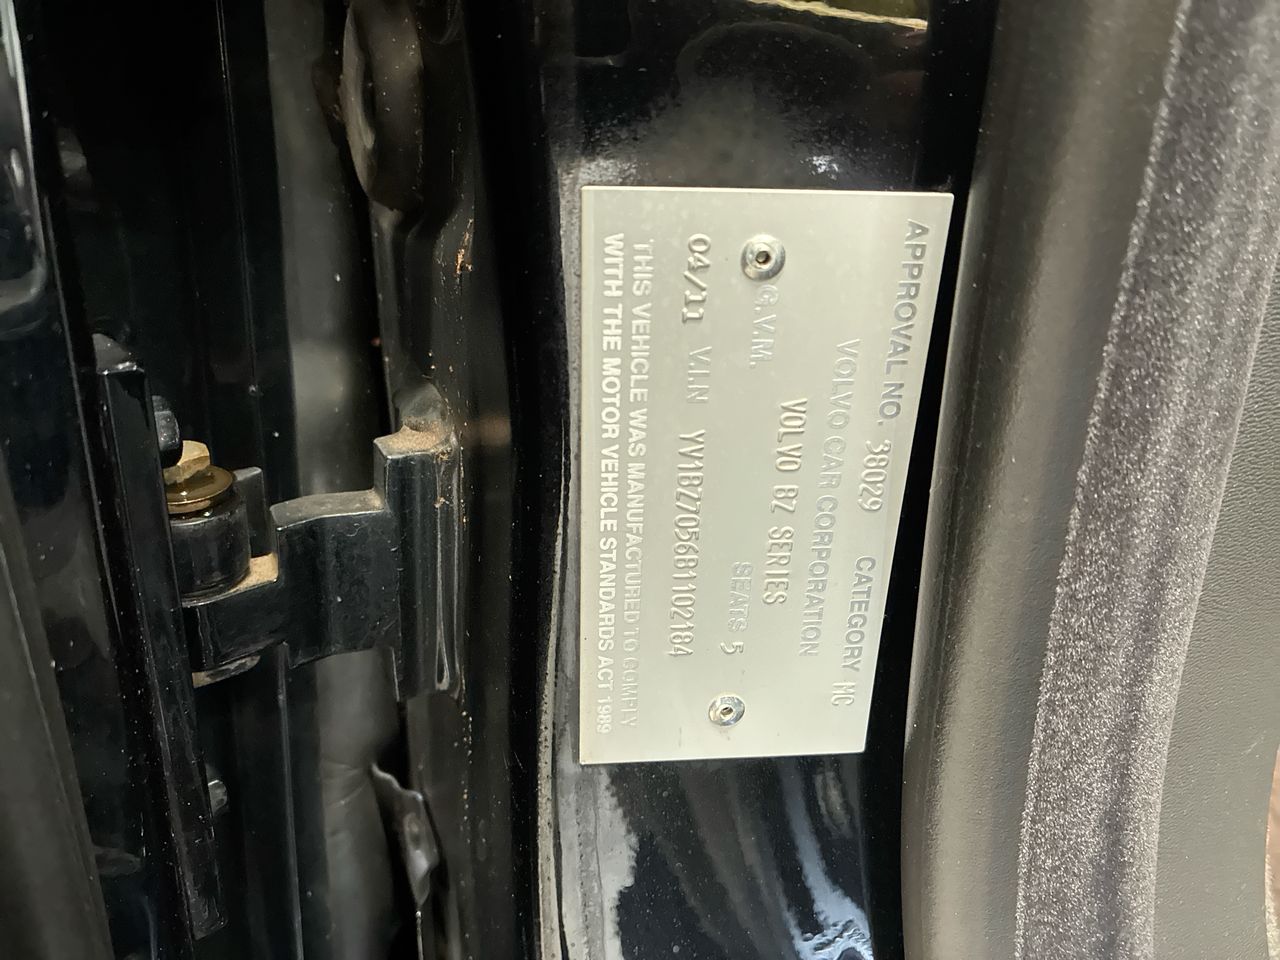 APPROVAL NO. 38029 CATEGORY MC
VOLVO CAR CORPORATION
VOLVO BZ SERIES
G.V.M. SEATS 5
04/11 V.I.N YV1BZ7056B1102184
THIS VEHICLE WAS MANUFACTURED TO COMPLY
WITH THE MOTOR VEHICLE STANDARDS ACT 1989